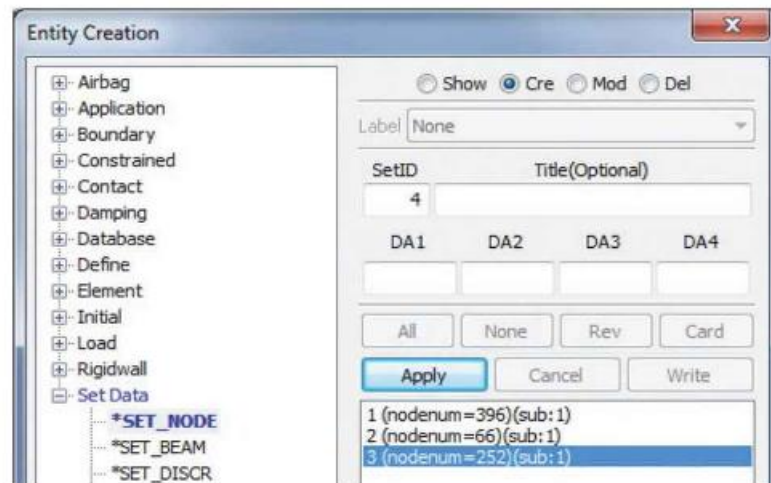 Entity Creation
Airbag
Application
Boundary
Constrained
Contact
Damping
Database
Define
Element
Initial
Load
Rigidwall
Set Data
*SET_NODE
*SET_BEAM
*SET_DISCR
Show Cre Mod Del
Label None
SetID Title(Optional)
4
DA1 DA2 DA3 DA4
All None Rev Card
Apply Cancel Write
1 (nodenum=396)(sub:1)
2 (nodenum=66)(sub:1)
3 (nodenum=252)(sub:1)